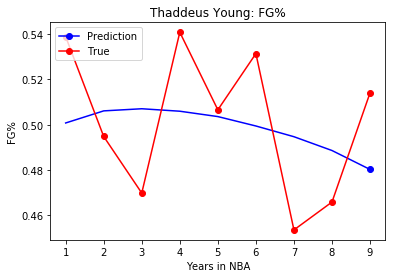 Thaddeus Young: FG%
Prediction
True
0.54
0.52
0.50
0.48
0.46
FG%
1 2 3 4 5 6 7 8 9
Years in NBA